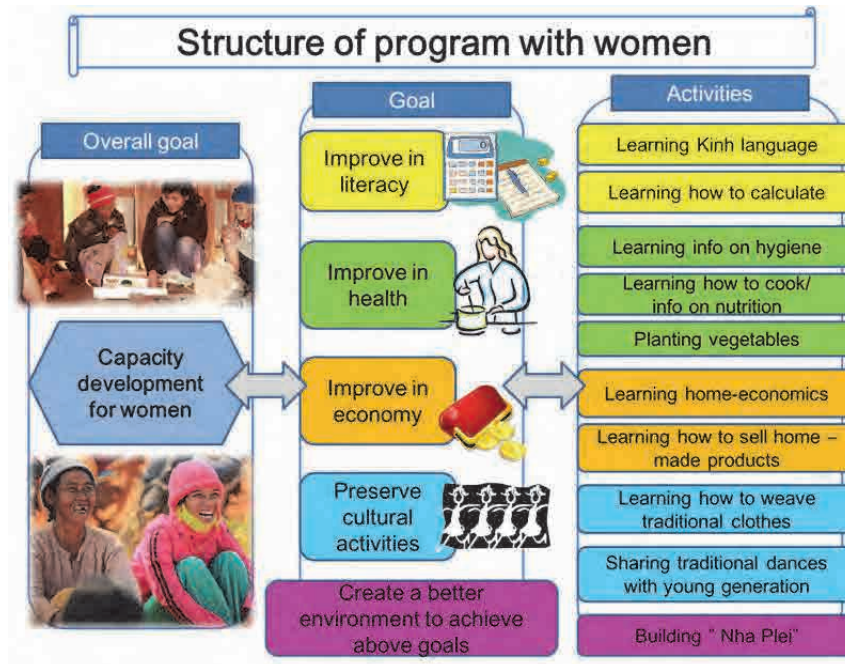 Structure of program with women
Overall goal
Capacity
development
for women
Goal
Improve in
literacy
Improve in
health
Improve in
economy
Preserve
cultural
activities
Create a better
environment to achieve
above goals
Activities
Learning Kinh language
Learning how to calculate
Learning info on hygiene
Learning how to cook/
info on nutrition
Planting vegetables
Learning home-economics
Learning how to sell home –
made products
Learning how to weave
traditional clothes
Sharing traditional dances
with young generation
Building " Nha Plei"